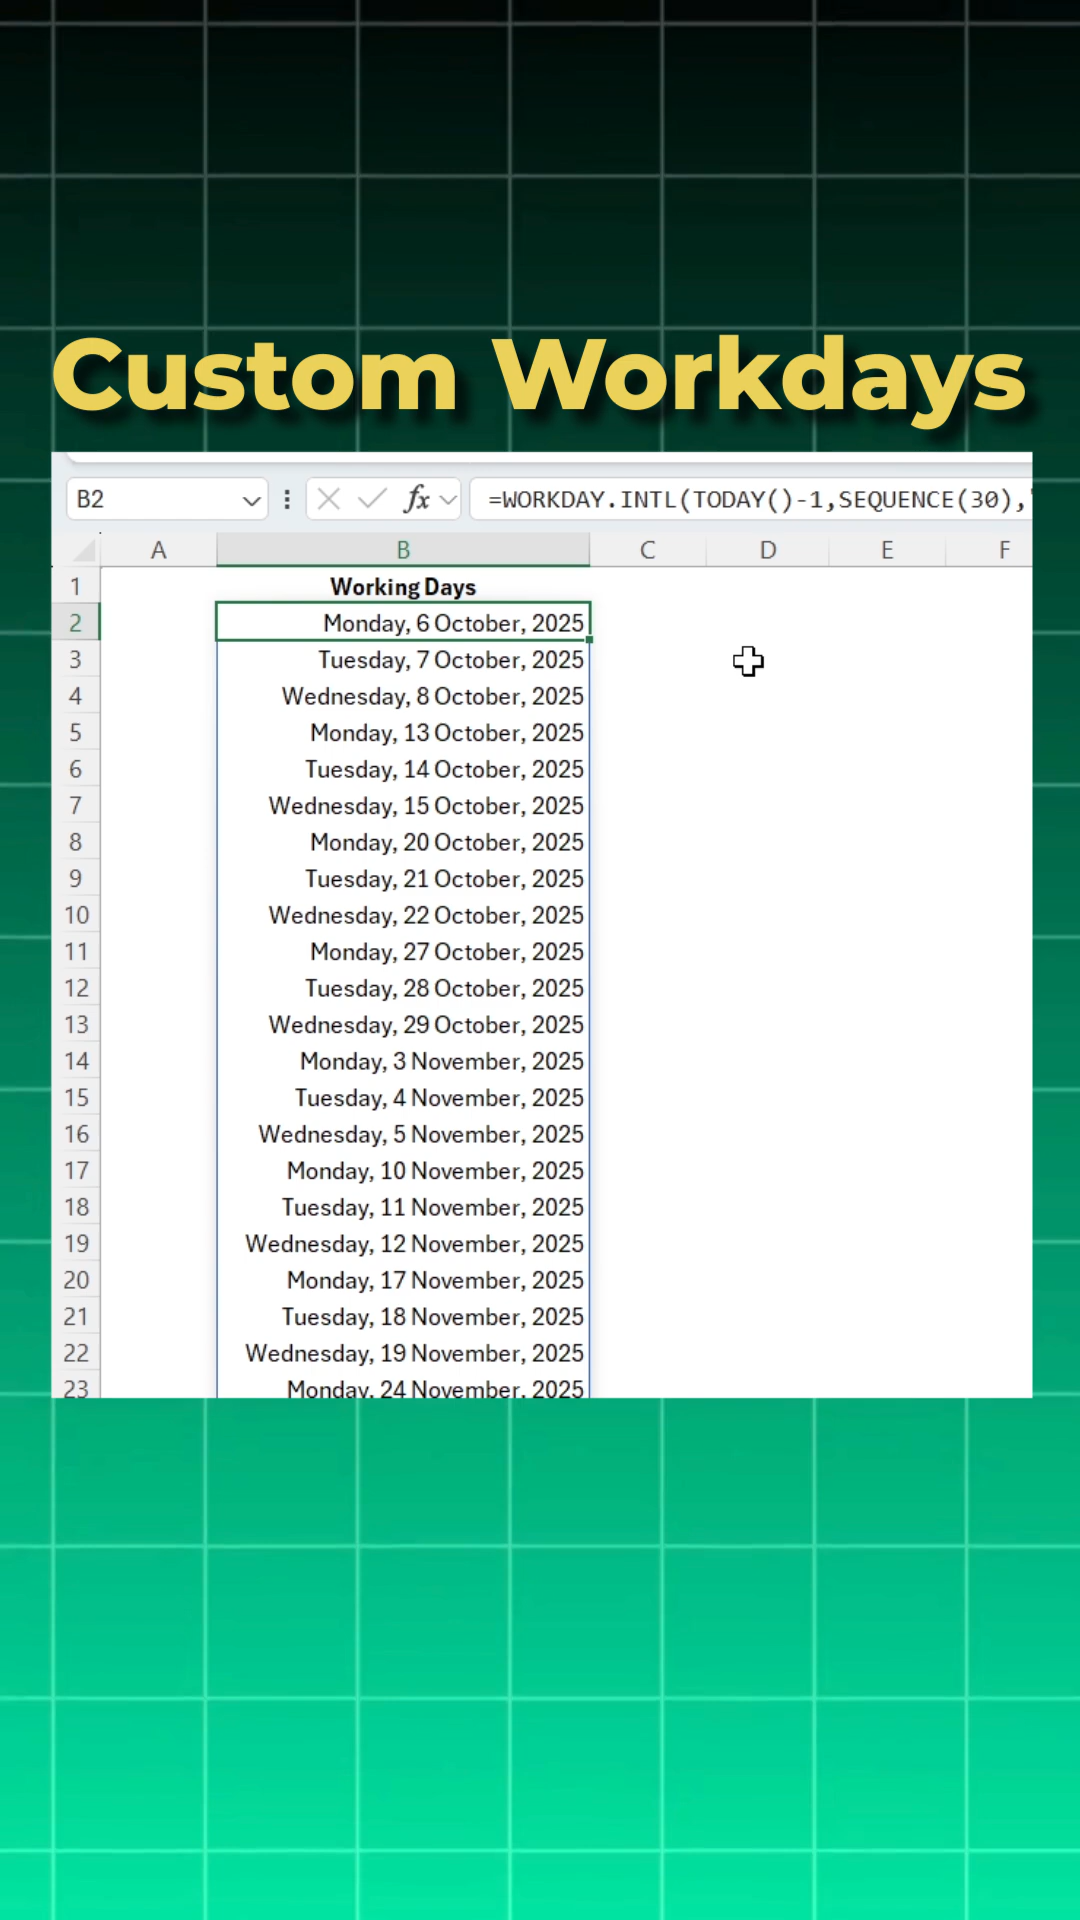 Custom Workdays
B2 fx =WORKDAY.INTL(TODAY()-1,SEQUENCE(30),
A B C D E F
1 Working Days
2 Monday, 6 October, 2025
3 Tuesday, 7 October, 2025
4 Wednesday, 8 October, 2025
5 Monday, 13 October, 2025
6 Tuesday, 14 October, 2025
7 Wednesday, 15 October, 2025
8 Monday, 20 October, 2025
9 Tuesday, 21 October, 2025
10 Wednesday, 22 October, 2025
11 Monday, 27 October, 2025
12 Tuesday, 28 October, 2025
13 Wednesday, 29 October, 2025
14 Monday, 3 November, 2025
15 Tuesday, 4 November, 2025
16 Wednesday, 5 November, 2025
17 Monday, 10 November, 2025
18 Tuesday, 11 November, 2025
19 Wednesday, 12 November, 2025
20 Monday, 17 November, 2025
21 Tuesday, 18 November, 2025
22 Wednesday, 19 November, 2025
23 Monday, 24 November, 2025